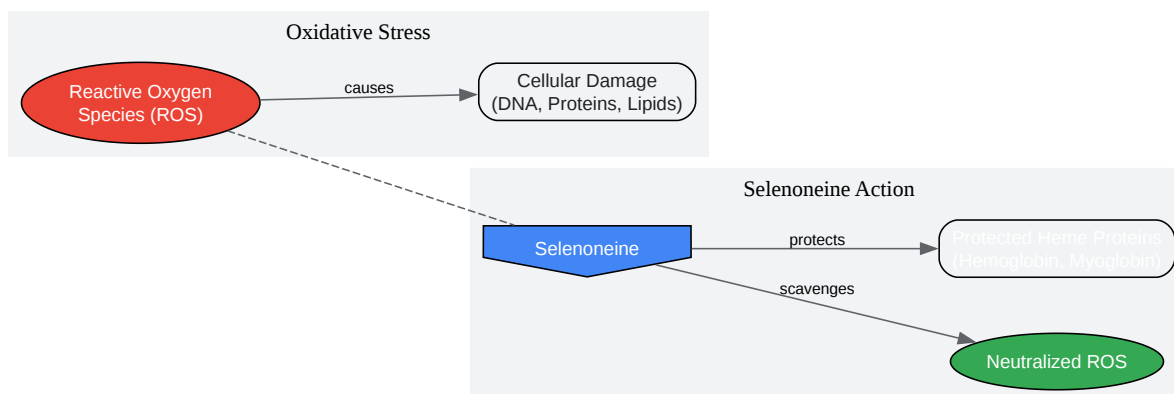 Oxidative Stress
Reactive Oxygen
Species (ROS)
causes
Cellular Damage
(DNA, Proteins, Lipids)
Selenoneine Action
Selenoneine
protects
Protected Heme Proteins
(Hemoglobin, Myoglobin)
scavenges
Neutralized ROS